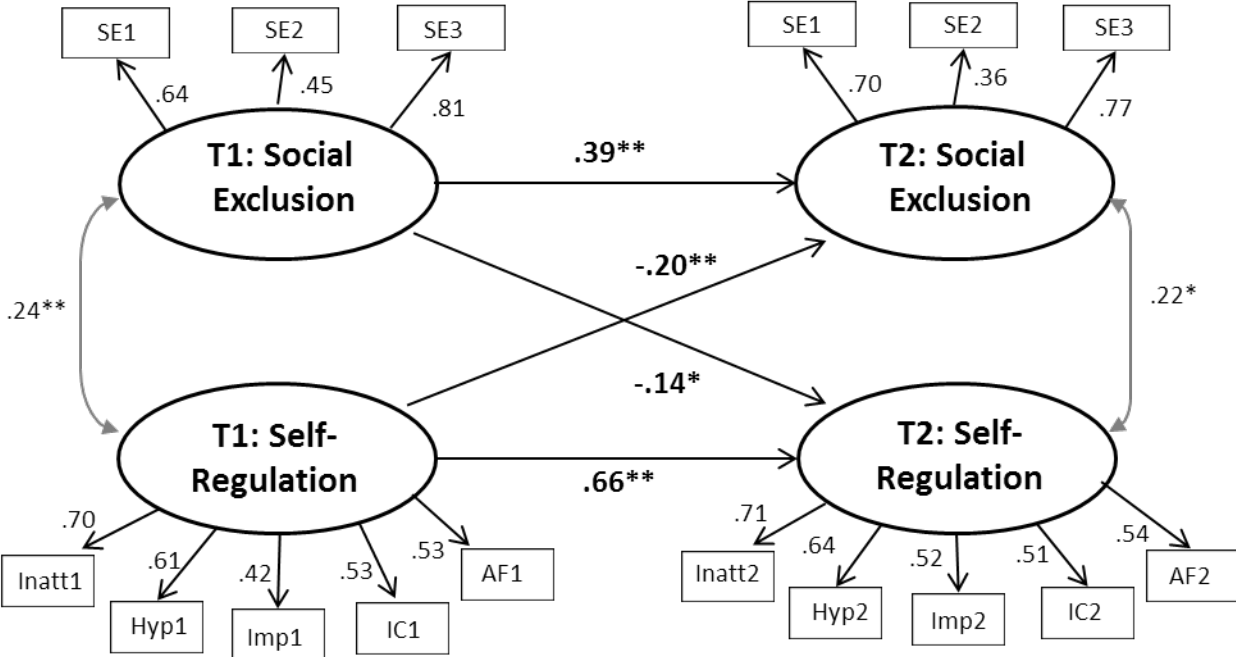 SE1
SE2
SE3
SE1
SE2
SE3
.64
.45
.81
.70
.36
.77
T1: Social
Exclusion
.39**
T2: Social
Exclusion
-.20**
.24**
.22*
-.14*
T1: Self-
Regulation
.66**
T2: Self-
Regulation
.70
.61
.42
.53
.53
.71
.64
.52
.51
.54
Inatt1
Hyp1
Imp1
IC1
AF1
Inatt2
Hyp2
Imp2
IC2
AF2